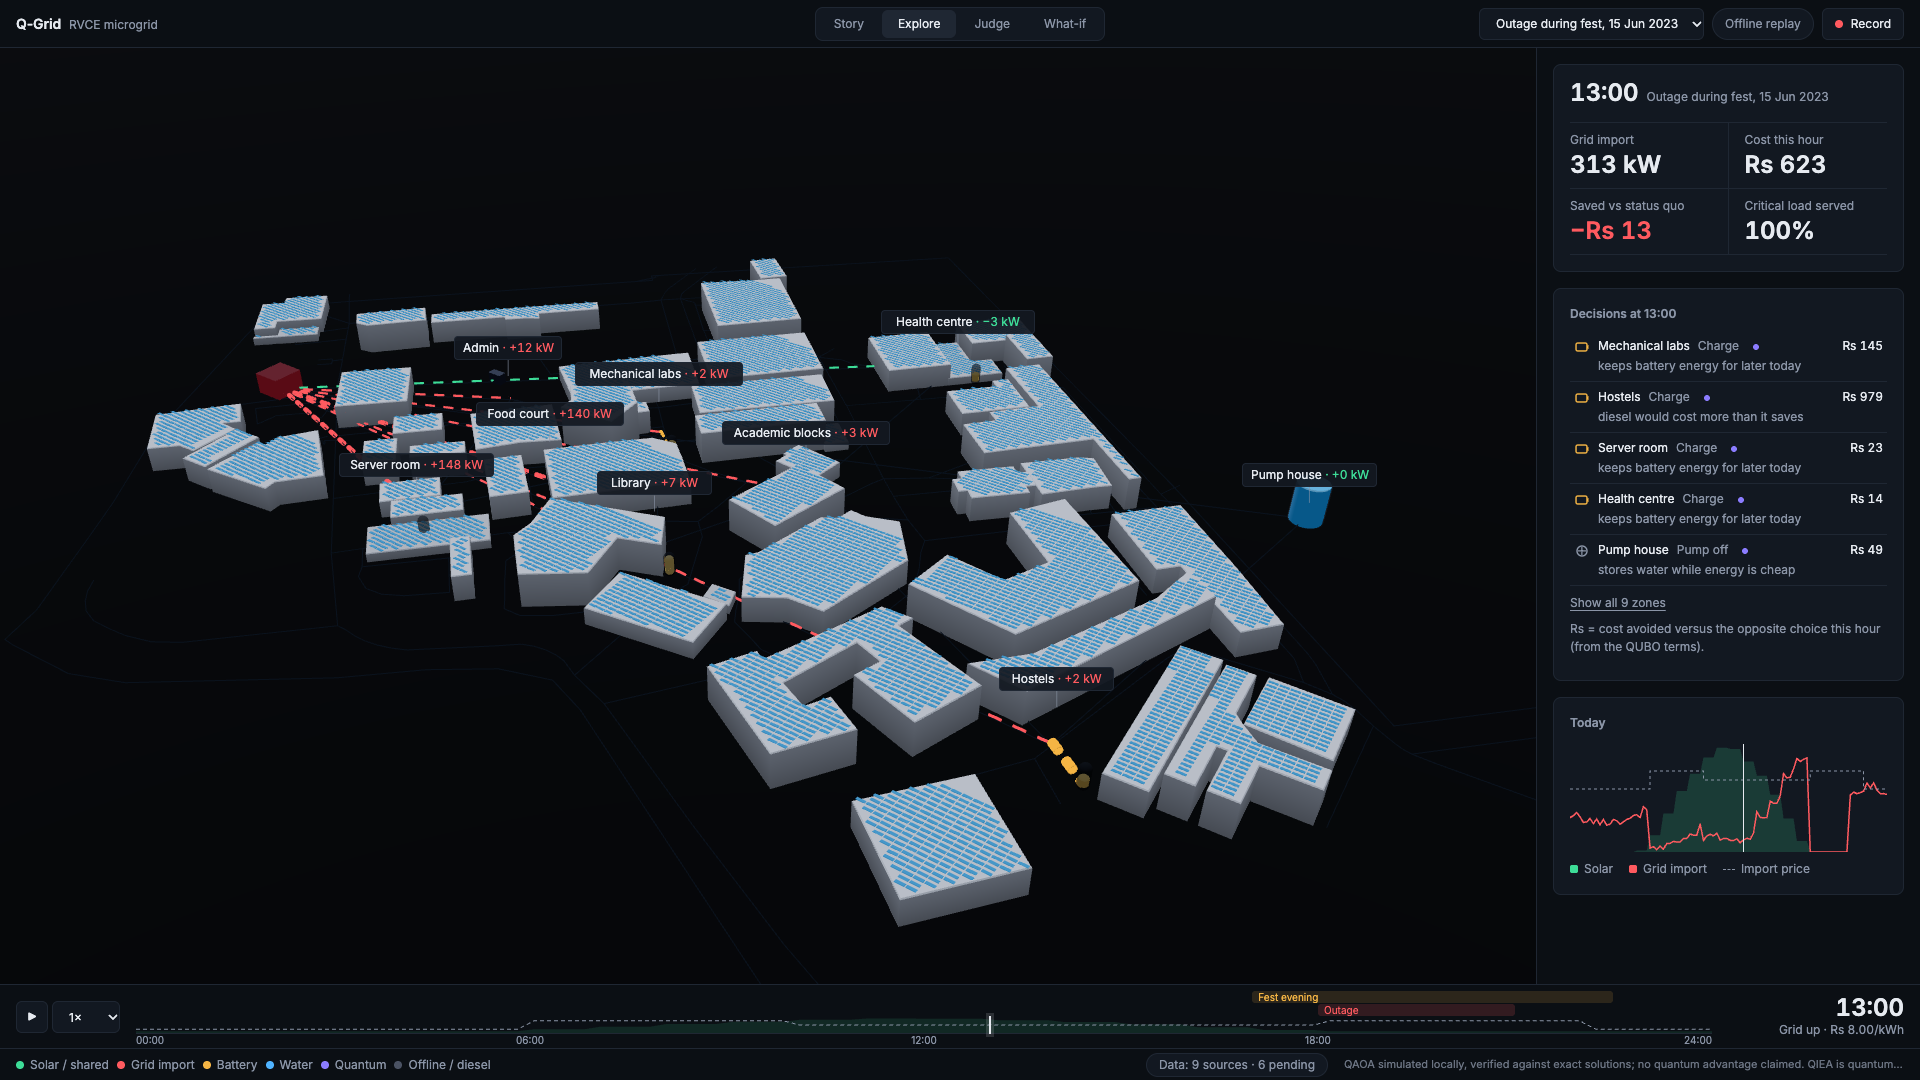 Q-Grid RVCE microgrid
Story Explore Judge What-if
Outage during fest, 15 Jun 2023
Offline replay
Record
13:00 Outage during fest, 15 Jun 2023
Grid import
313 kW
Cost this hour
Rs 623
Saved vs status quo
−Rs 13
Critical load served
100%
Decisions at 13:00
Mechanical labs Charge Rs 145
keeps battery energy for later today
Hostels Charge Rs 979
diesel would cost more than it saves
Server room Charge Rs 23
keeps battery energy for later today
Health centre Charge Rs 14
keeps battery energy for later today
Pump house Pump off Rs 49
stores water while energy is cheap
Show all 9 zones
Rs = cost avoided versus the opposite choice this hour
(from the QUBO terms).
Today
Solar Grid import Import price
Health centre · −3 kW
Admin · +12 kW
Mechanical labs · +2 kW
Food court · +140 kW
Academic blocks · +3 kW
Server room · +148 kW
Library · +7 kW
Pump house · +0 kW
Hostels · +2 kW
1×
Fest evening
Outage
00:00 06:00 12:00 18:00 24:00
13:00
Grid up · Rs 8.00/kWh
Solar / shared Grid import Battery Water Quantum Offline / diesel
Data: 9 sources · 6 pending
QAOA simulated locally, verified against exact solutions; no quantum advantage claimed. QIEA is quantum...